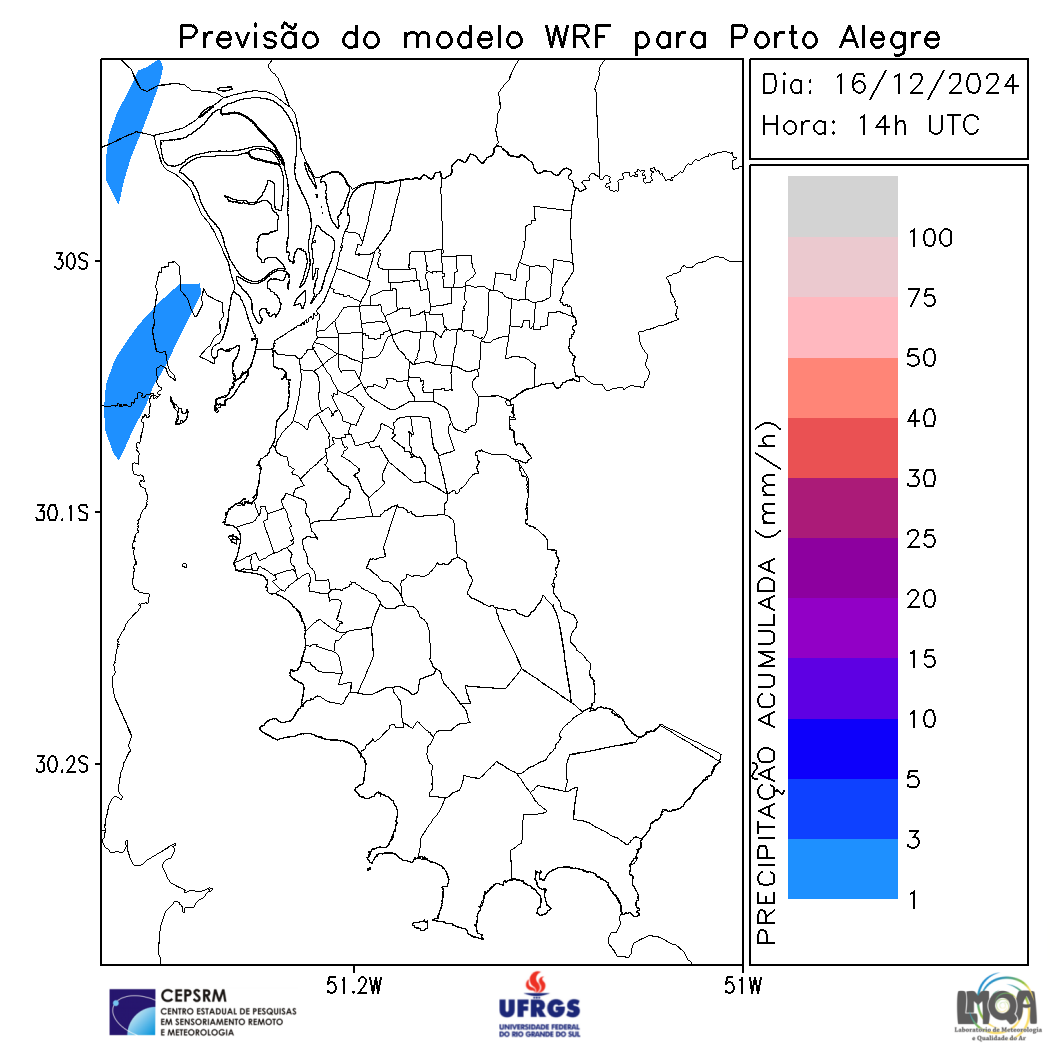 Previsão do modelo WRF para Porto Alegre
Dia: 16/12/2024
Hora: 14h UTC
30S
30.1S
30.2S
51.2W
51W
PRECIPITAÇÃO ACUMULADA (mm/h)
100
75
50
40
30
25
20
15
10
5
3
1
CEPSRM
CENTRO ESTADUAL DE PESQUISAS
EM SENSORIAMENTO REMOTO
E METEOROLOGIA
UFRGS
UNIVERSIDADE FEDERAL
DO RIO GRANDE DO SUL
LMQA
Laboratório de Meteorologia
e Qualidade do Ar